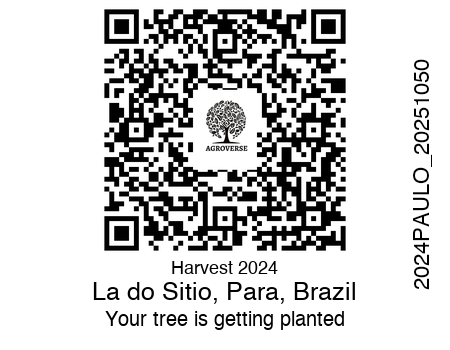 AGROVERSE
Harvest 2024
La do Sitio, Para, Brazil
Your tree is getting planted
2024PAULO_20251050